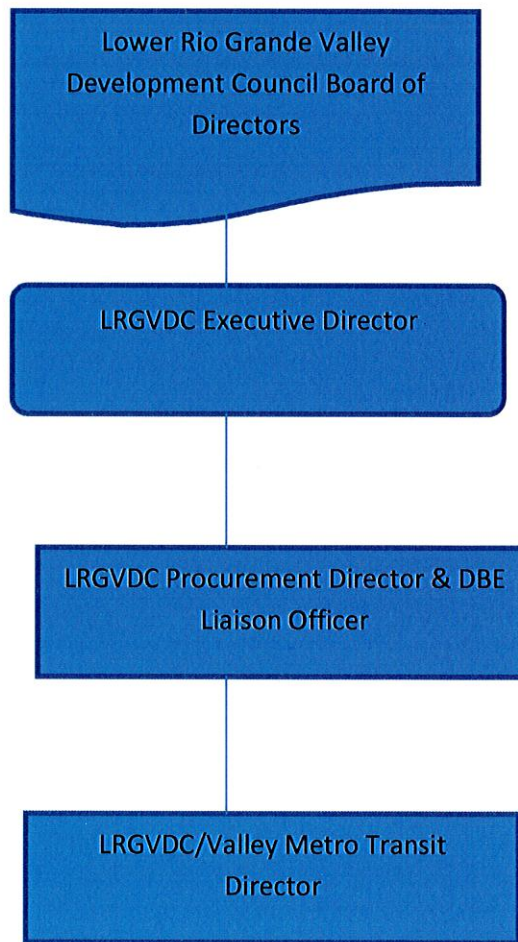 Lower Rio Grande Valley
Development Council Board of
Directors
LRGVDC Executive Director
LRGVDC Procurement Director & DBE
Liaison Officer
LRGVDC/Valley Metro Transit
Director